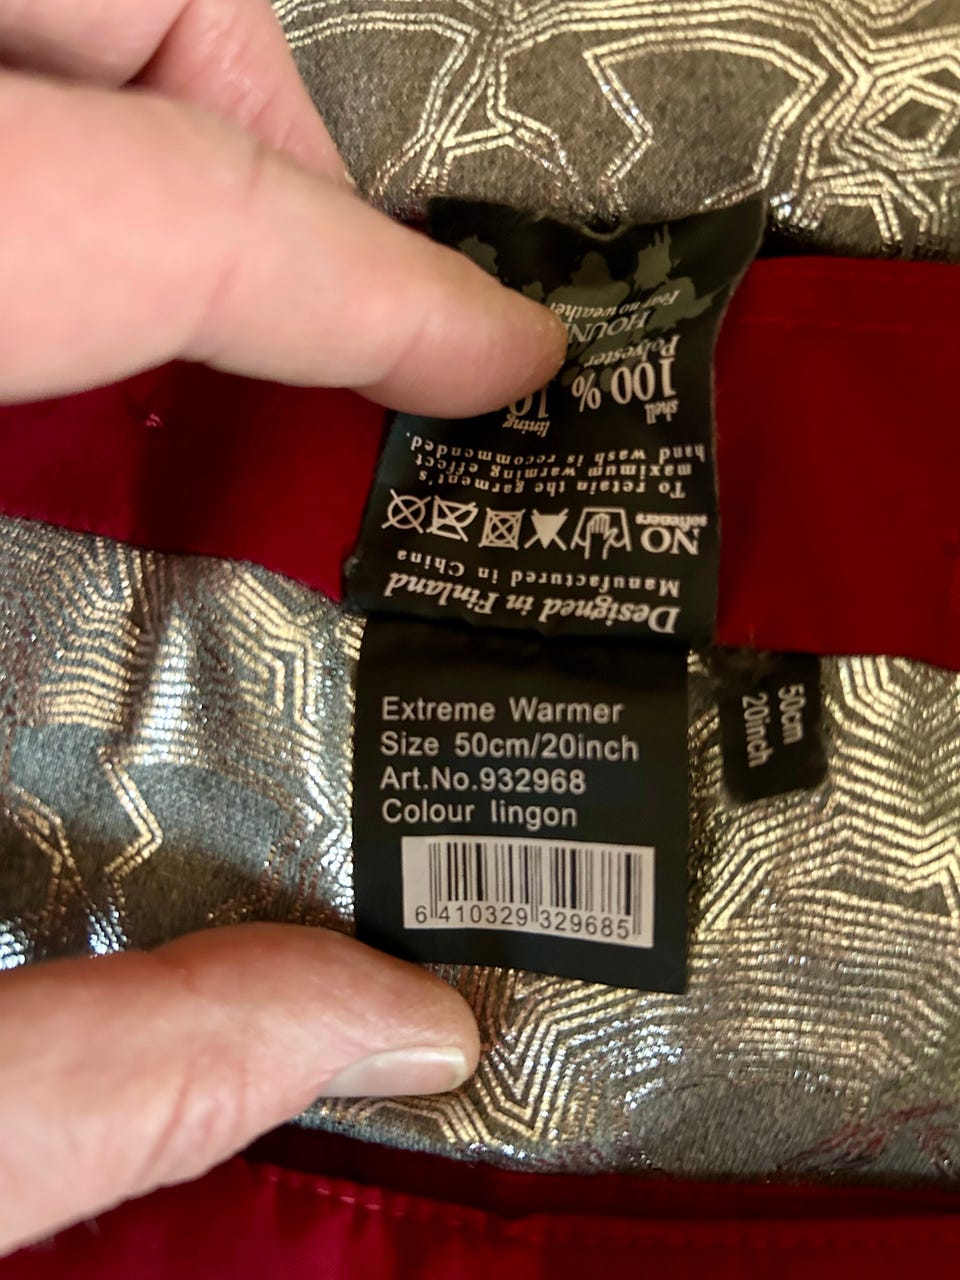 Fear no weather
HOUN
100 %
Polyester
shell
10
lining
To retain the garment's
maximum warming effect
hand wash is recommended.
NO
softeners
Designed in Finland
Manufactured in China
Extreme Warmer
Size 50cm/20inch
Art.No.932968
Colour lingon
6 410329 329685
50cm
20inch